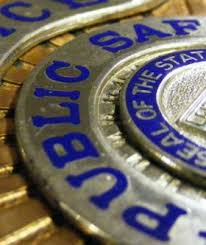 PUBLIC SAF
SEAL OF THE STAT